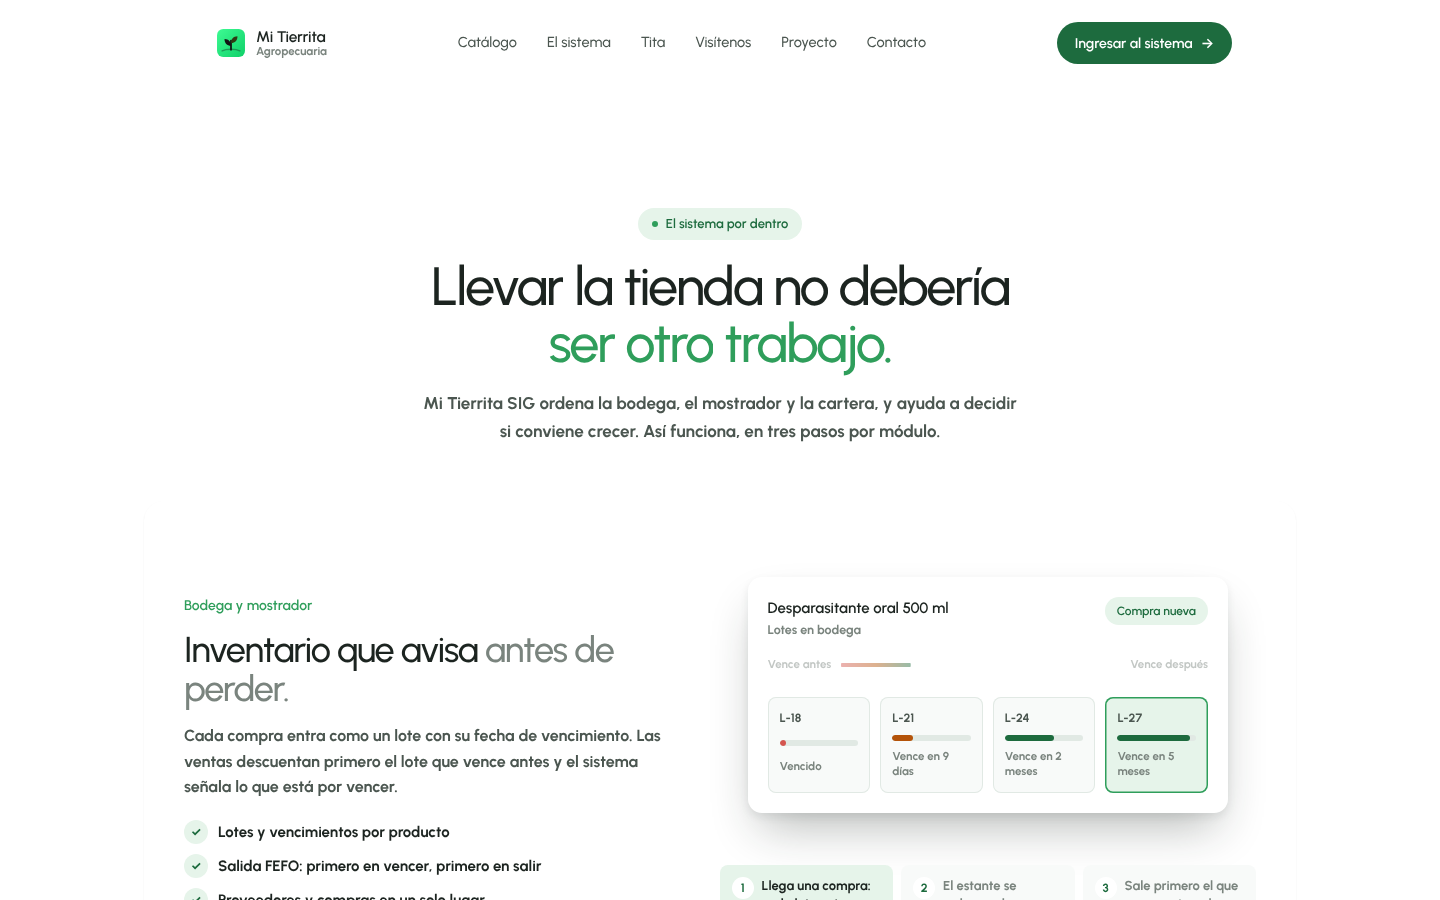 Mi Tierrita
Agropecuaria
Catálogo
El sistema
Tita
Visítenos
Proyecto
Contacto
Ingresar al sistema
El sistema por dentro
Llevar la tienda no debería
ser otro trabajo.
Mi Tierrita SIG ordena la bodega, el mostrador y la cartera, y ayuda a decidir
si conviene crecer. Así funciona, en tres pasos por módulo.
Bodega y mostrador
Inventario que avisa antes de
perder.
Cada compra entra como un lote con su fecha de vencimiento. Las
ventas descuentan primero el lote que vence antes y el sistema
señala lo que está por vencer.
Lotes y vencimientos por producto
Salida FEFO: primero en vencer, primero en salir
Proveedores y compras en un solo lugar
Desparasitante oral 500 ml
Lotes en bodega
Compra nueva
Vence antes
Vence después
L-18
Vencido
L-21
Vence en 9
días
L-24
Vence en 2
meses
L-27
Vence en 5
meses
1
Llega una compra:
2
El estante se
3
Sale primero el que